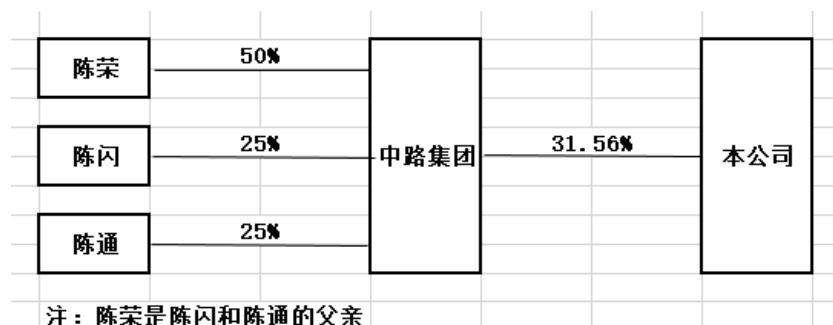 陈荣
50%
陈闪
25%
中路集团
31.56%
本公司
陈通
25%
注：陈荣是陈闪和陈通的父亲